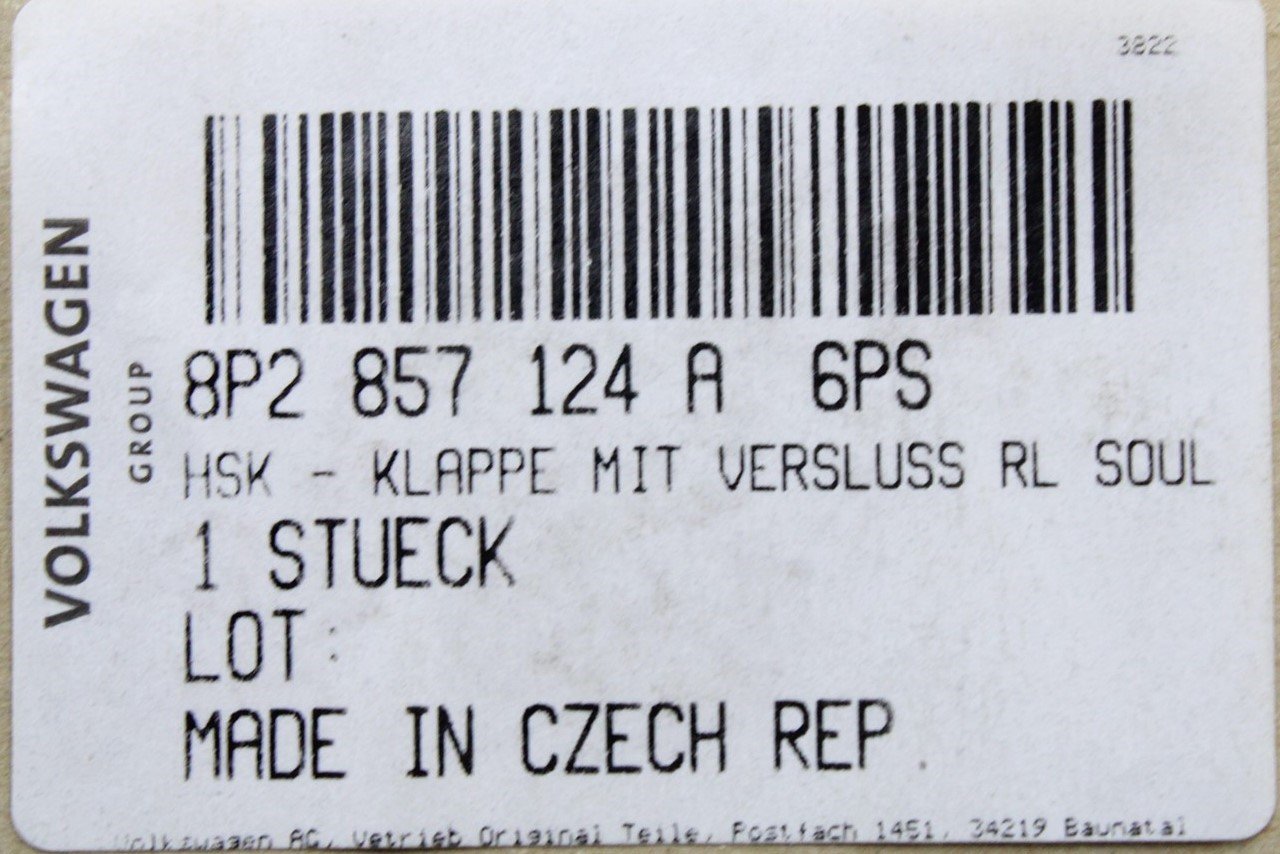 3822
VOLKSWAGEN
GROUP
8P2 857 124 A 6PS
HSK - KLAPPE MIT VERSLUSS RL SOUL
1 STUECK
LOT:
MADE IN CZECH REP.
Volkswagen AG, Vetrieb Original Teile, Postfach 1451, 34219 Baunatal